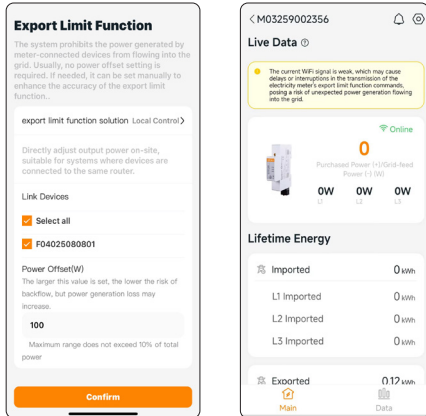 Export Limit Function
The system prohibits the power generated by
meter-connected devices from flowing into the
grid. Usually, no power offset setting is
required. If needed, it can be set manually to
enhance the accuracy of the export limit
function..
export limit function solution Local Control>
Directly adjust output power on-site,
suitable for systems where devices are
connected to the same router.
Link Devices
Select all
F04025080801
Power Offset(W)
The larger this value is set, the lower the risk of
backflow, but power generation loss may
increase.
100
Maximum range does not exceed 10% of total
power
Confirm
< M03259002356
Live Data
The current WiFi signal is weak, which may cause
delays or interruptions in the transmission of the
electricity meter's export limit function commands,
posing a risk of unexpected power generation flowing
into the grid.
Online
0
Purchased Power (+)/Grid-feed
Power (-) (W)
0W 0W 0W
L1 L2 L3
Lifetime Energy
Imported 0 kWh
L1 Imported 0 kWh
L2 Imported 0 kWh
L3 Imported 0 kWh
Exported 0.12 kWh
Main Data